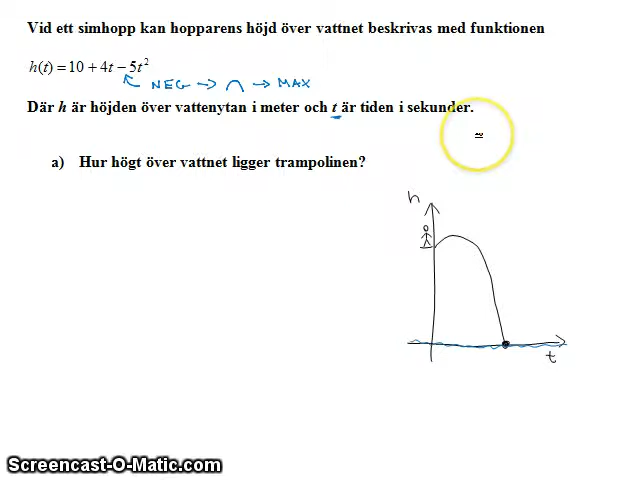 Vid ett simhopp kan hopparens höjd över vattnet beskrivas med funktionen
h(t) = 10 + 4t − 5t²
NEG → ∩ → MAX
Där h är höjden över vattenytan i meter och t är tiden i sekunder.
a) Hur högt över vattnet ligger trampolinen?
h
t
Screencast-O-Matic.com